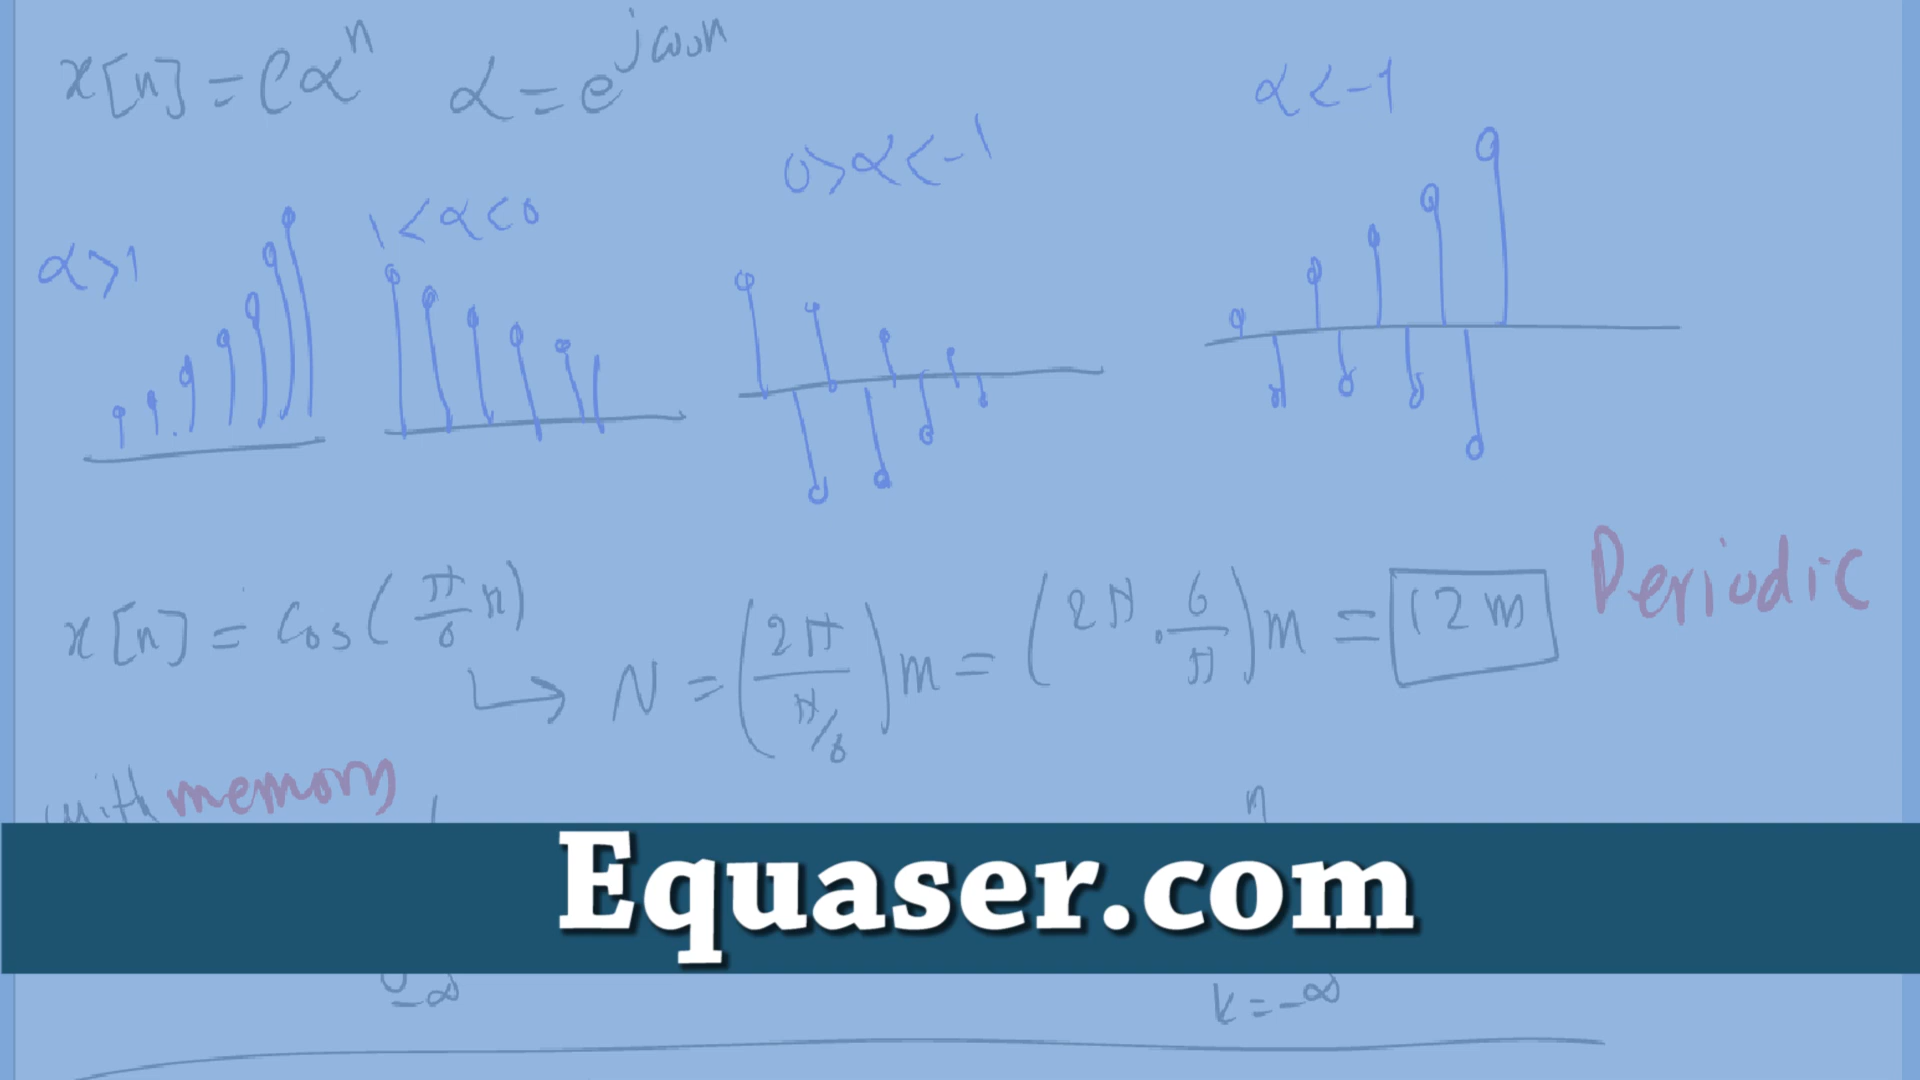 x[n] = Cαⁿ   α = e^{jω₀n}
α < -1
0 > α < -1
1 < α < 0
α > 1
Periodic
x[n] = Cos(π/6 n)
↳ N = (2π / π/6) m = (2π · 6/π) m = 12m
with memory
n
Equaser.com
-∞
k = -∞